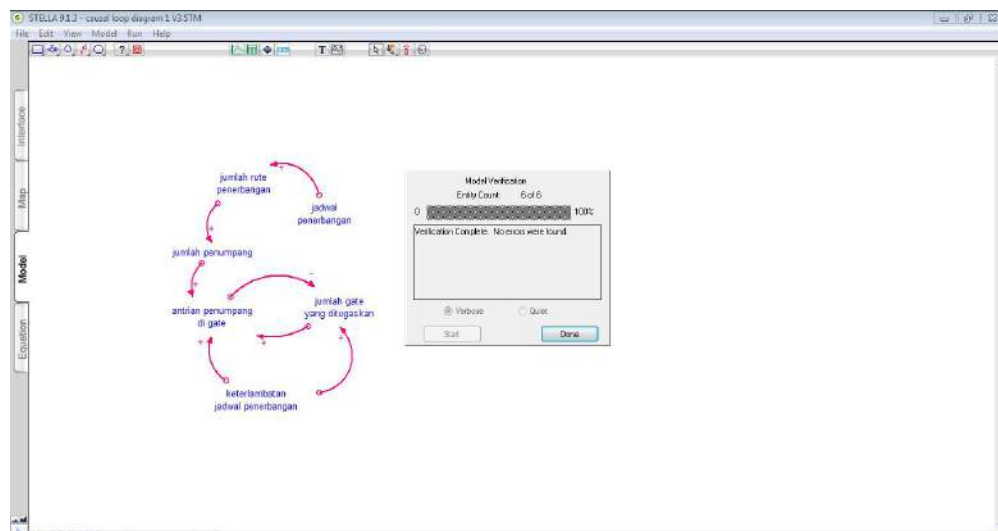 STELLA 9.1.3 - causal loop diagram 1 V3.STM
File Edit View Model Run Help
Interface
Map
Model
Equation
jumlah rute
penerbangan
+
jadwal
penerbangan
+
jumlah penumpang
+
antrian penumpang
di gate
-
jumlah gate
yang ditugaskan
+
+
+
keterlambatan
jadwal penerbangan
Model Verification
Entity Count: 6 of 6
0 100%
Verification Complete. No errors were found.
Verbose Quiet
Start Done